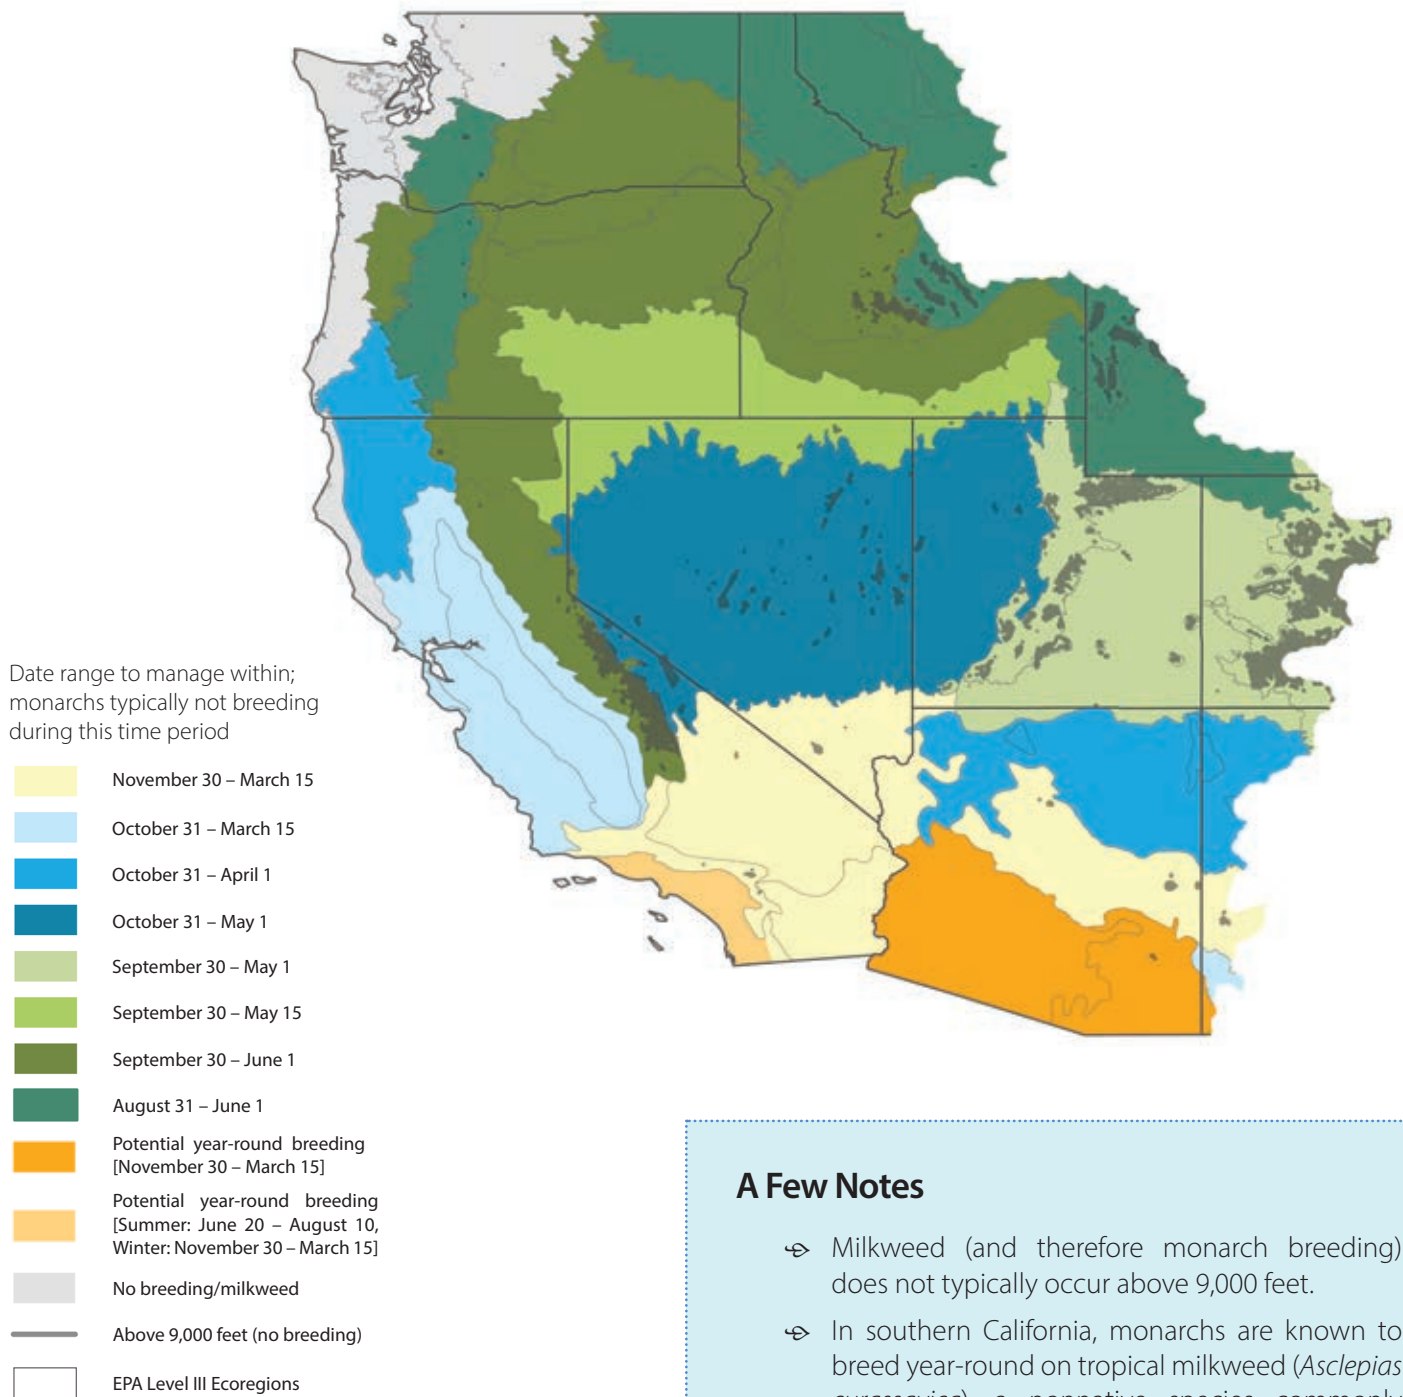 Date range to manage within;
monarchs typically not breeding
during this time period
November 30 – March 15
October 31 – March 15
October 31 – April 1
October 31 – May 1
September 30 – May 1
September 30 – May 15
September 30 – June 1
August 31 – June 1
Potential year-round breeding
[November 30 – March 15]
Potential year-round breeding
[Summer: June 20 – August 10,
Winter: November 30 – March 15]
No breeding/milkweed
Above 9,000 feet (no breeding)
EPA Level III Ecoregions
A Few Notes
Milkweed (and therefore monarch breeding)
does not typically occur above 9,000 feet.
In southern California, monarchs are known to
breed year-round on tropical milkweed (Asclepias